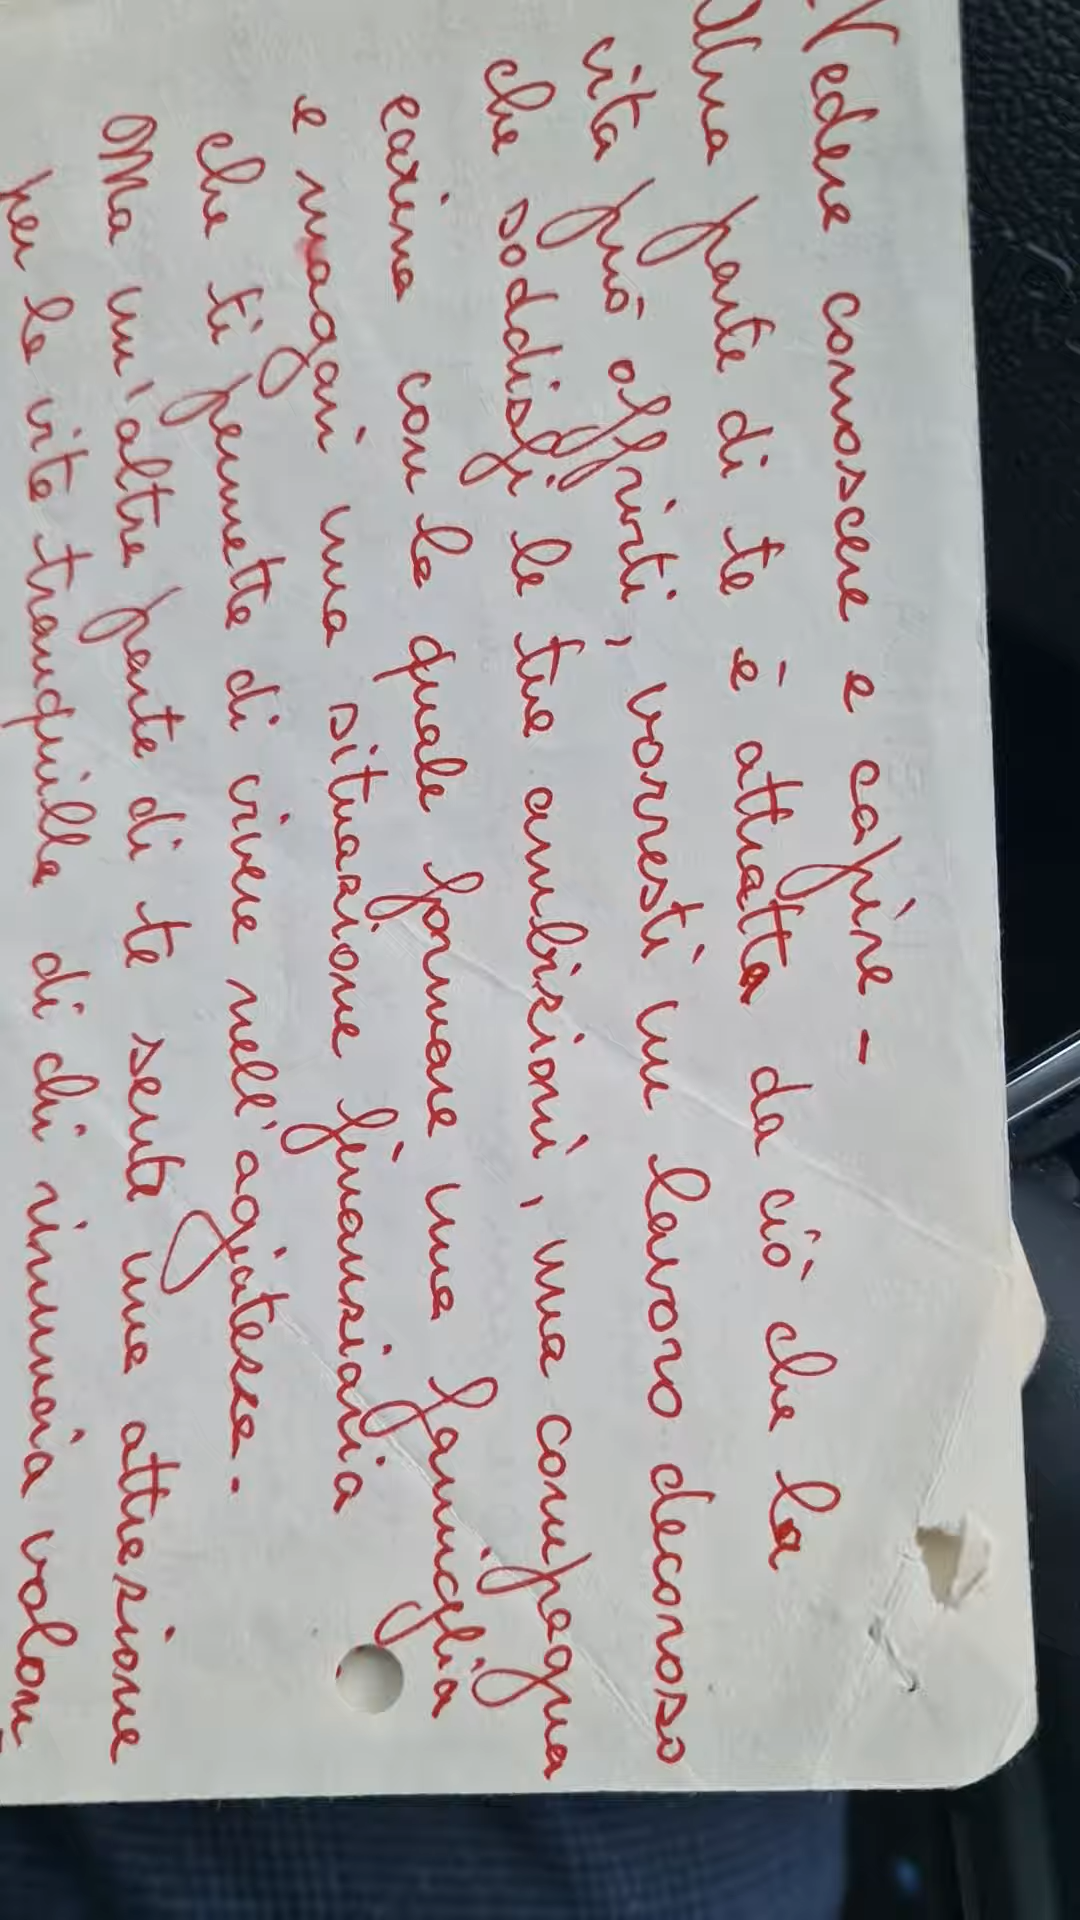 - Vedere conoscere e capire -
Una parte di te è attratta da ciò che la
vita può offrirti, vorresti un lavoro decoroso
che soddisfi le tue ambizioni, una compagna
carina con la quale formare una famiglia
e magari una situazione finanziaria
che ti permetta di vivere nell'agiatezza.
Ma un'altra parte di te sente una attrazione
per la vita tranquilla di chi rinuncia volon=